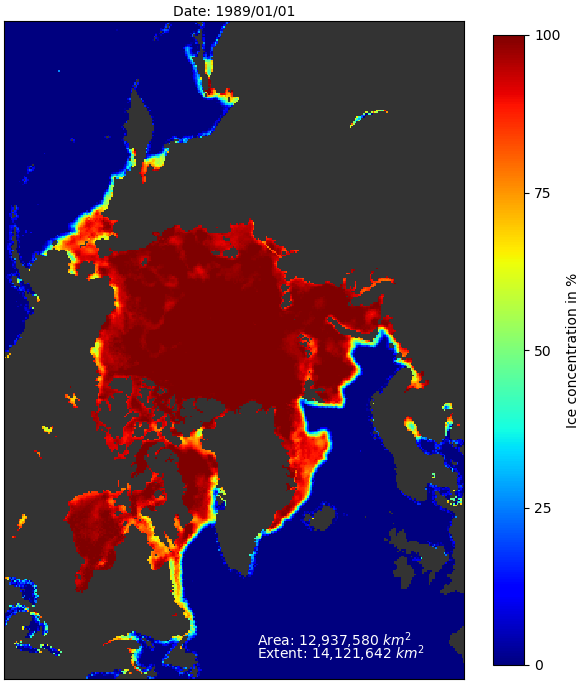 Date: 1989/01/01
100
75
50
25
0
Ice concentration in %
Area: 12,937,580 km²
Extent: 14,121,642 km²